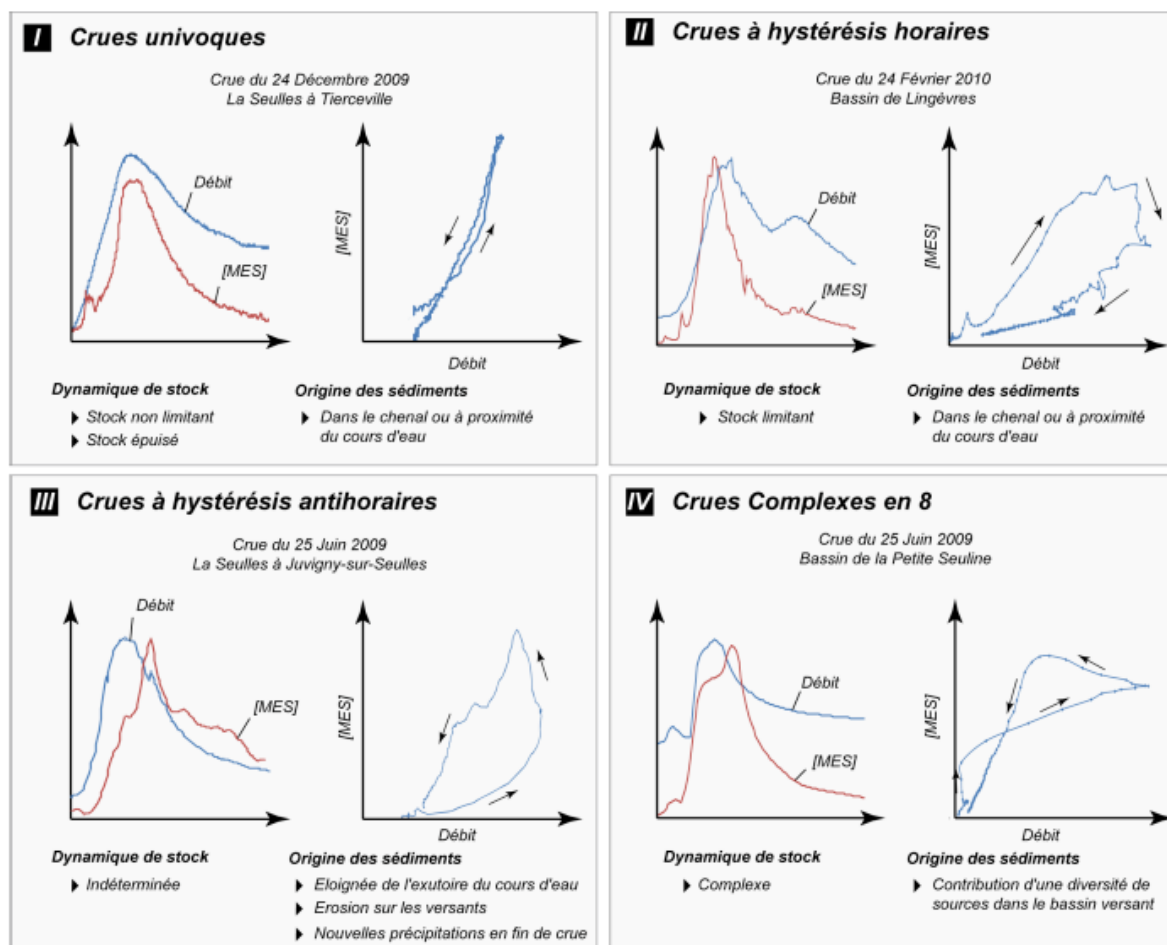 I Crues univoques
Crue du 24 Décembre 2009
La Seulles à Tierceville
Débit
[MES]
[MES]
Débit
Dynamique de stock
Stock non limitant
Stock épuisé
Origine des sédiments
Dans le chenal ou à proximité
du cours d'eau
II Crues à hystérésis horaires
Crue du 24 Février 2010
Bassin de Lingèvres
Débit
[MES]
[MES]
Débit
Dynamique de stock
Stock limitant
Origine des sédiments
Dans le chenal ou à proximité
du cours d'eau
III Crues à hystérésis antihoraires
Crue du 25 Juin 2009
La Seulles à Juvigny-sur-Seulles
Débit
[MES]
[MES]
Débit
Dynamique de stock
Indéterminée
Origine des sédiments
Eloignée de l'exutoire du cours d'eau
Erosion sur les versants
Nouvelles précipitations en fin de crue
IV Crues Complexes en 8
Crue du 25 Juin 2009
Bassin de la Petite Seuline
Débit
[MES]
[MES]
Débit
Dynamique de stock
Complexe
Origine des sédiments
Contribution d'une diversité de
sources dans le bassin versant